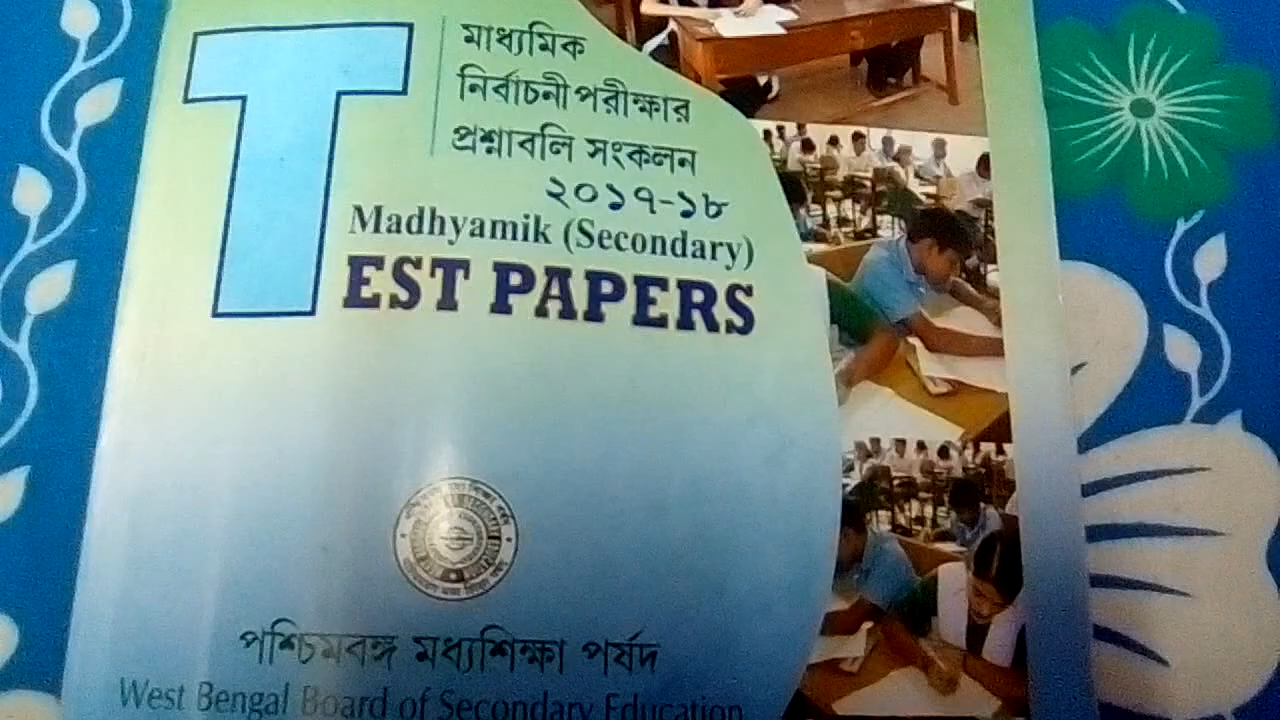 মাধ্যমিক
নির্বাচনী পরীক্ষার
প্রশ্নাবলি সংকলন
২০১৭-১৮
Madhyamik (Secondary)
TEST PAPERS
পশ্চিমবঙ্গ মধ্যশিক্ষা পর্ষদ
West Bengal Board of Secondary Education